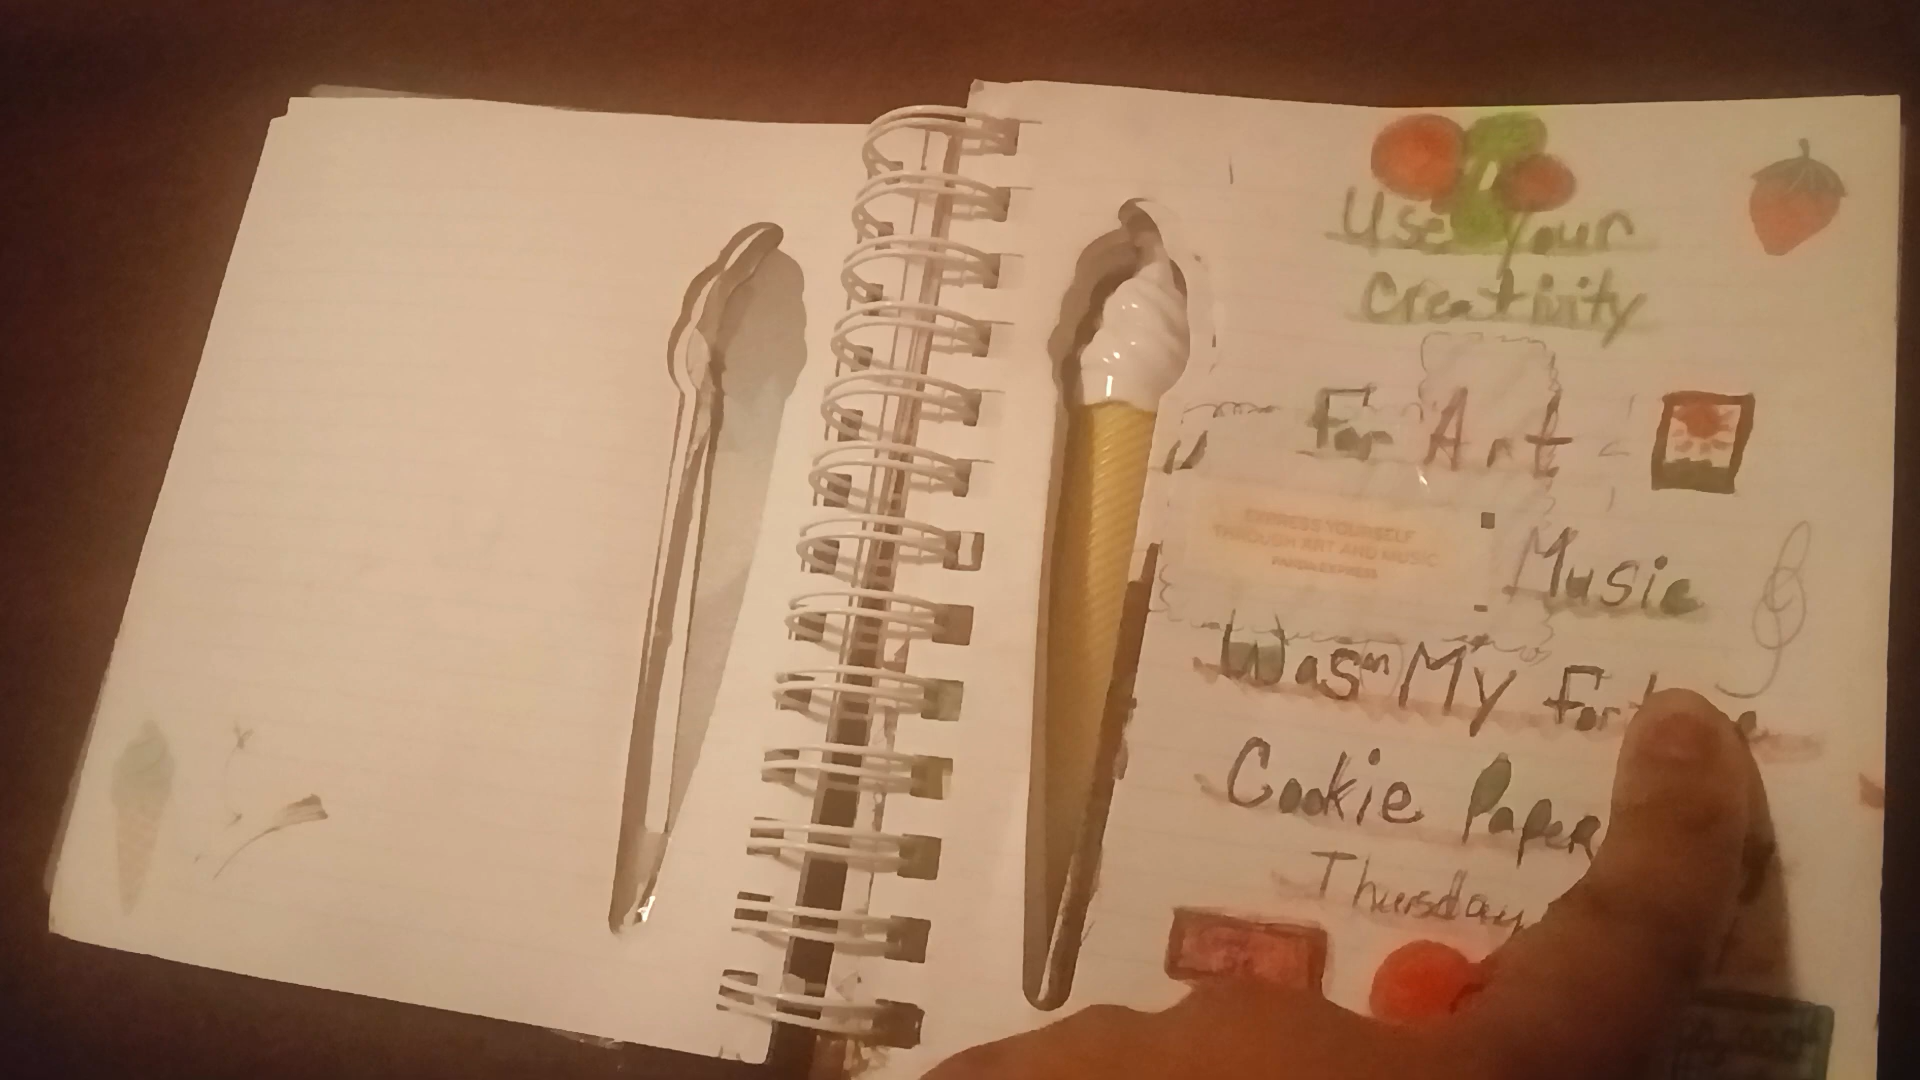 Use Your
Creativity
For Art
EXPRESS YOURSELF
THROUGH ART AND MUSIC
PANDA EXPRESS
Music
Was My
Cookie Paper
Thursday